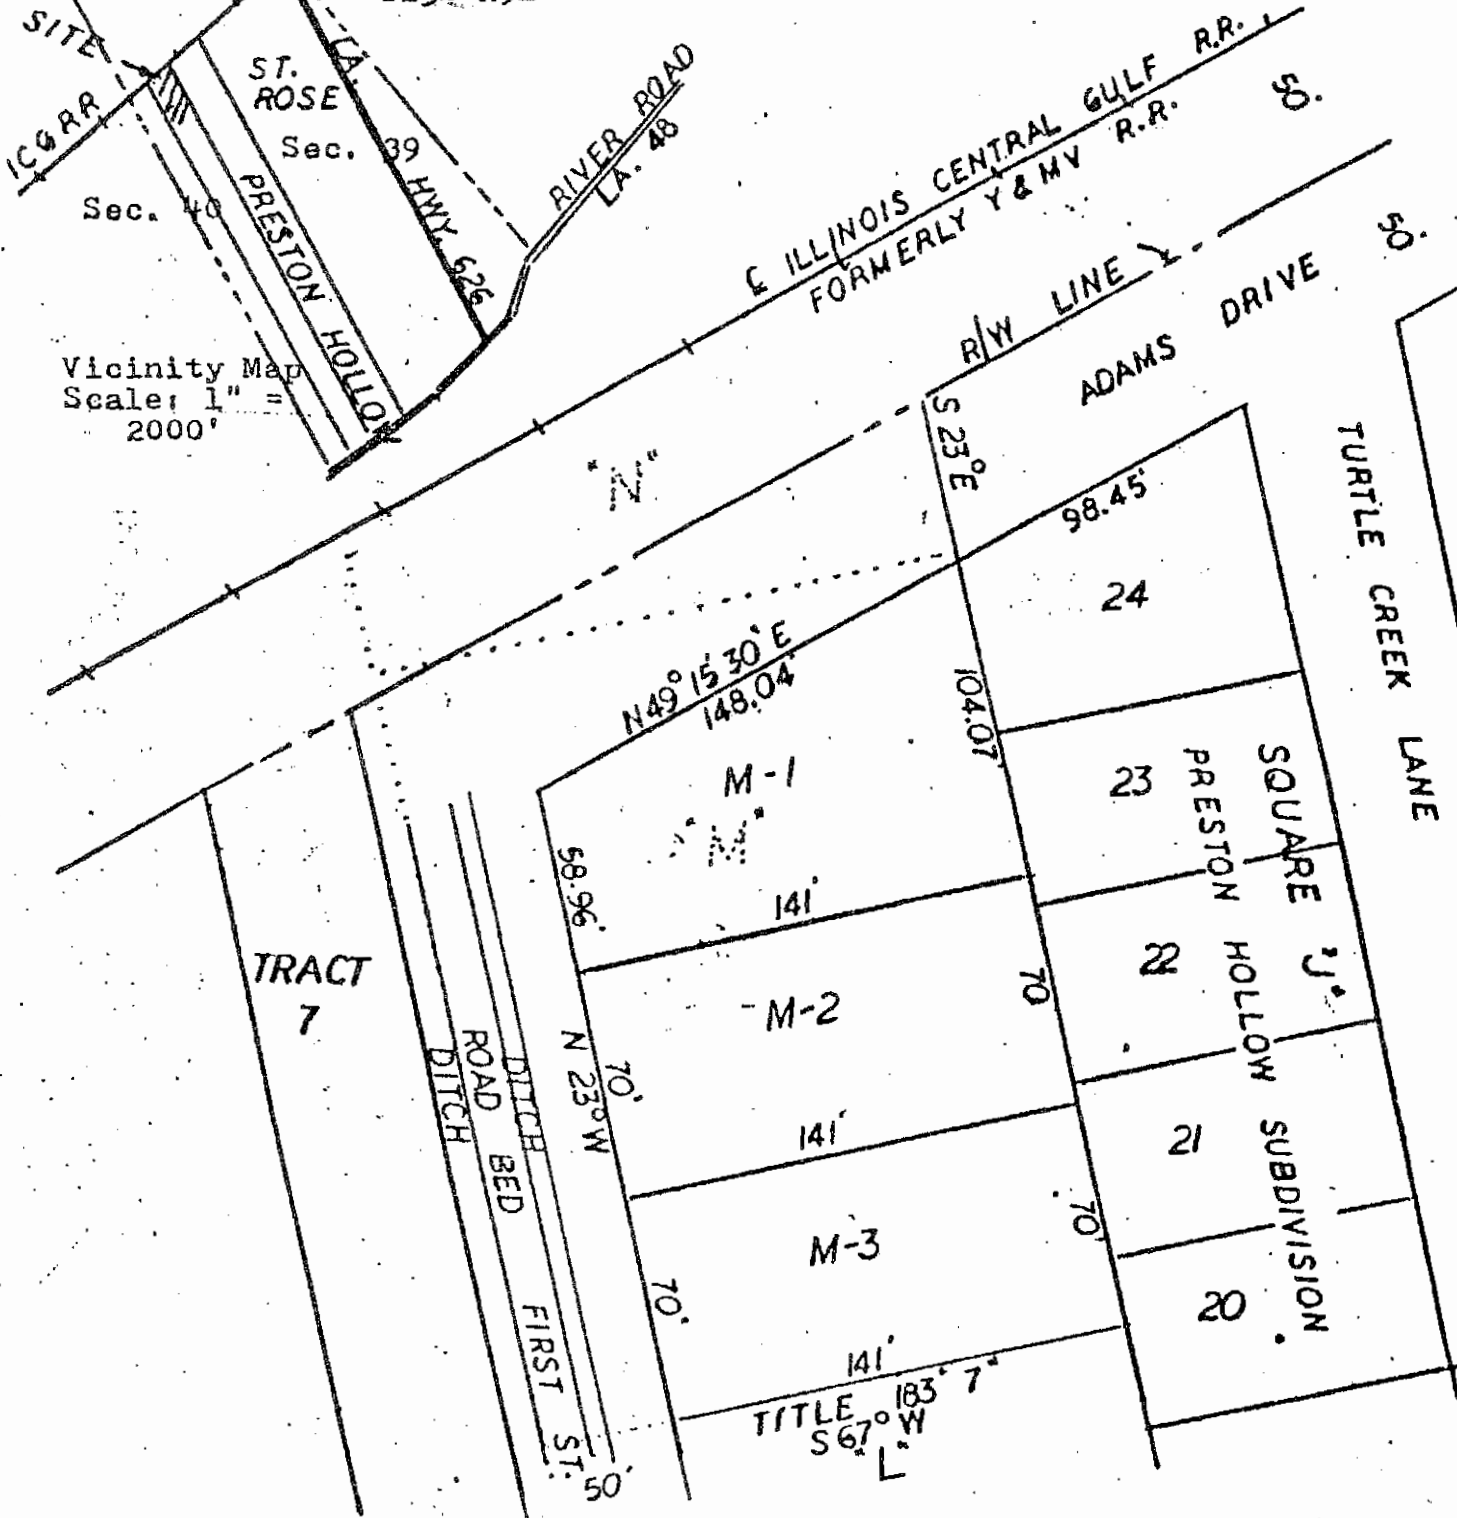 SITE
ICGRR
ST.
ROSE
Sec. 39
Sec. 40
PRESTON HOLLOW
LA. HWY. 626
RIVER ROAD
LA. 48
Vicinity Map
Scale: 1" =
2000'
℄ ILLINOIS CENTRAL GULF R.R.
FORMERLY Y & MV R.R.
50.
R/W LINE
50.
ADAMS DRIVE
"N"
S 23°E
98.45'
TURTLE CREEK LANE
24
N49° 15' 30" E
148.04'
104.07'
M-1
"M"
58.96'
141'
23
SQUARE "J"
PRESTON HOLLOW SUBDIVISION
TRACT
7
M-2
70
22
N 23°W
70'
DITCH
ROAD BED
DITCH
FIRST ST.
50'
141'
21
M-3
70'
70'
20
141'
TITLE 183' 7"
S 67° W
"L"